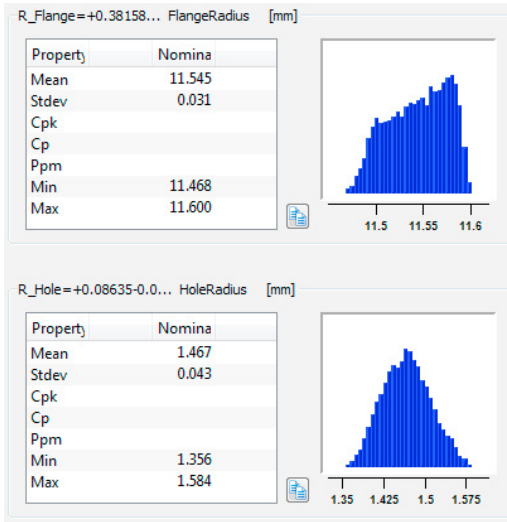 R_Flange=+0.38158... FlangeRadius [mm]
Property Nomina
Mean 11.545
Stdev 0.031
Cpk
Cp
Ppm
Min 11.468
Max 11.600
11.5 11.55 11.6
R_Hole=+0.08635-0.0... HoleRadius [mm]
Property Nomina
Mean 1.467
Stdev 0.043
Cpk
Cp
Ppm
Min 1.356
Max 1.584
1.35 1.425 1.5 1.575